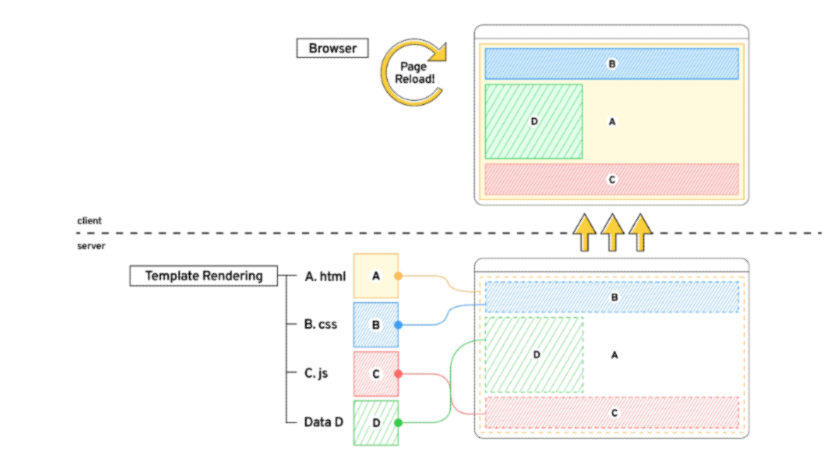 Browser
Page
Reload!
B
D
A
C
client
server
Template Rendering
A. html
A
B. css
B
C. js
C
Data D
D
B
D
A
C